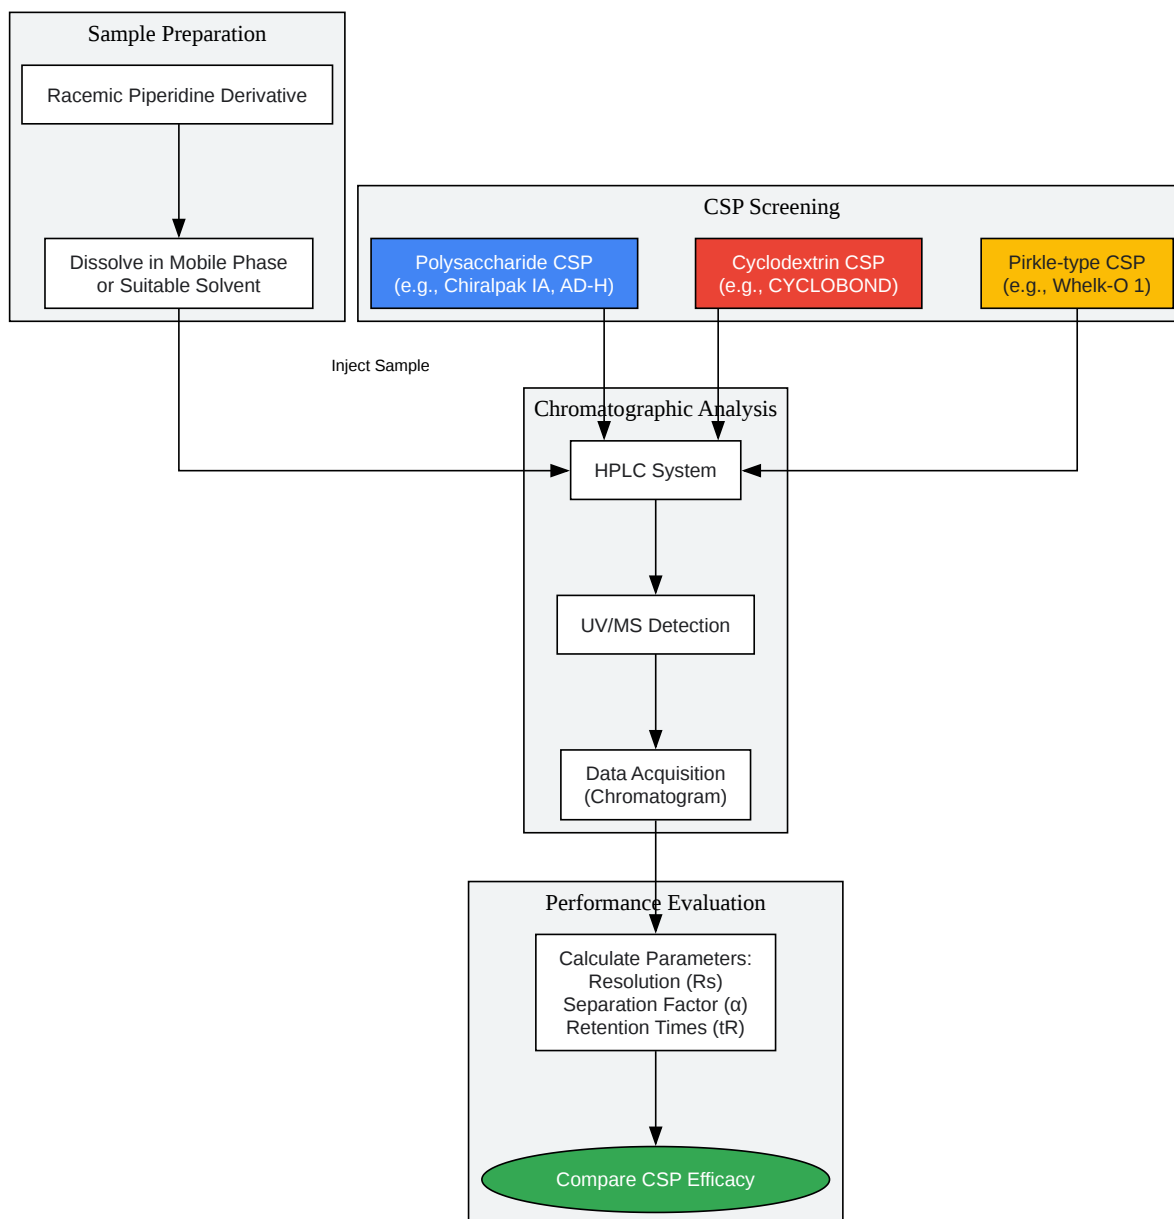 Sample Preparation
Racemic Piperidine Derivative
Dissolve in Mobile Phase
or Suitable Solvent
CSP Screening
Polysaccharide CSP
(e.g., Chiralpak IA, AD-H)
Cyclodextrin CSP
(e.g., CYCLOBOND)
Pirkle-type CSP
(e.g., Whelk-O 1)
Inject Sample
Chromatographic Analysis
HPLC System
UV/MS Detection
Data Acquisition
(Chromatogram)
Performance Evaluation
Calculate Parameters:
Resolution (Rs)
Separation Factor (α)
Retention Times (tR)
Compare CSP Efficacy